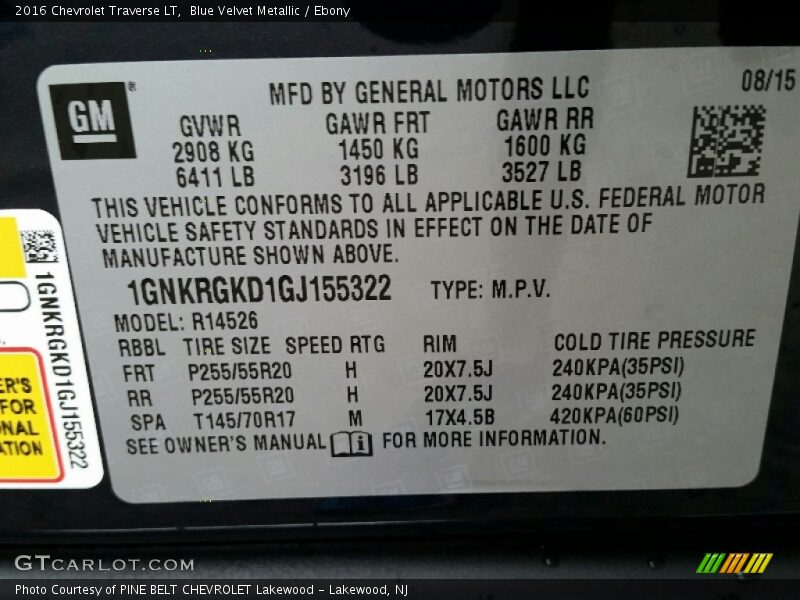 2016 Chevrolet Traverse LT,  Blue Velvet Metallic / Ebony
GM ®
MFD BY GENERAL MOTORS LLC 08/15
GVWR GAWR FRT GAWR RR
2908 KG 1450 KG 1600 KG
6411 LB 3196 LB 3527 LB
THIS VEHICLE CONFORMS TO ALL APPLICABLE U.S. FEDERAL MOTOR
VEHICLE SAFETY STANDARDS IN EFFECT ON THE DATE OF
MANUFACTURE SHOWN ABOVE.
1GNKRGKD1GJ155322 TYPE: M.P.V.
MODEL: R14526
RBBL TIRE SIZE SPEED RTG RIM COLD TIRE PRESSURE
FRT P255/55R20 H 20X7.5J 240KPA(35PSI)
RR P255/55R20 H 20X7.5J 240KPA(35PSI)
SPA T145/70R17 M 17X4.5B 420KPA(60PSI)
SEE OWNER'S MANUAL i FOR MORE INFORMATION.
1GNKRGKD1GJ155322
ER'S
FOR
NAL
ATION
GTcarlot.com
Photo Courtesy of PINE BELT CHEVROLET Lakewood - Lakewood, NJ